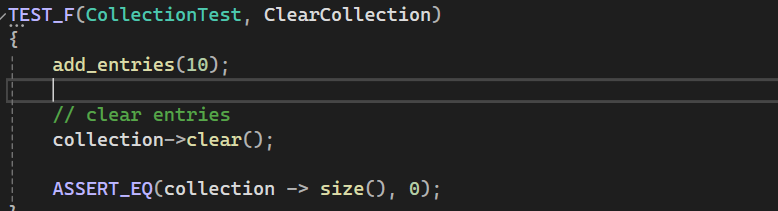 TEST_F(CollectionTest, ClearCollection)
{
add_entries(10);
// clear entries
collection->clear();
ASSERT_EQ(collection -> size(), 0);